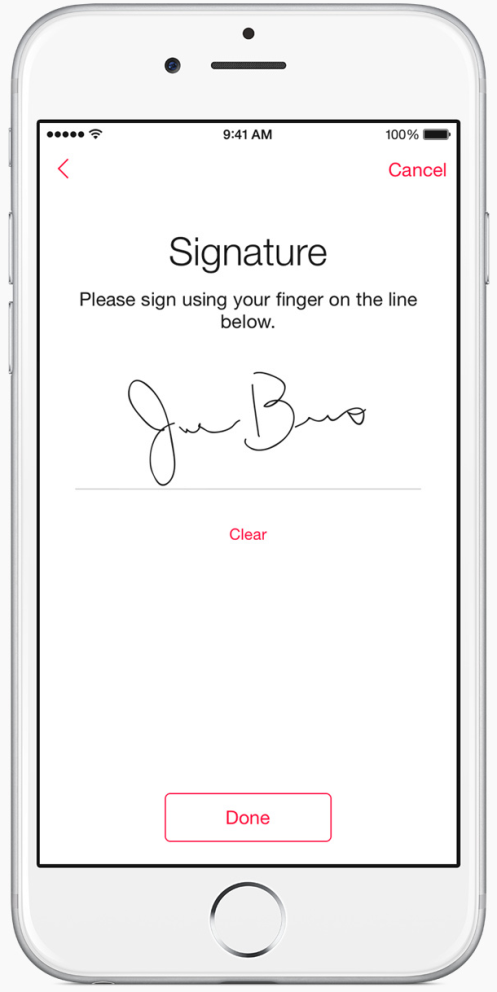 9:41 AM 100%
Cancel
Signature
Please sign using your finger on the line
below.
Clear
Done